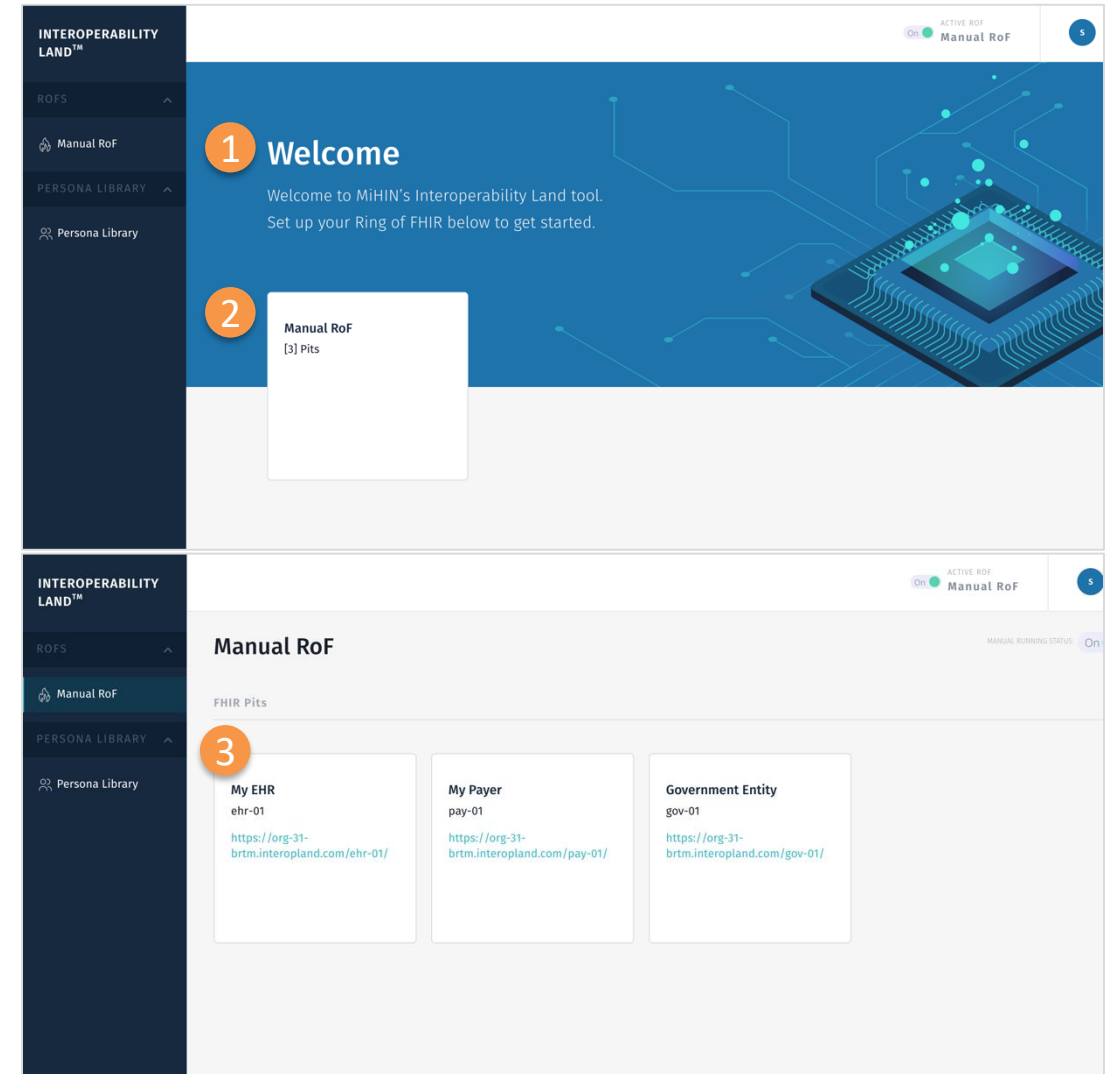 INTEROPERABILITY
LAND™
ROFS
Manual RoF
PERSONA LIBRARY
Persona Library
On
ACTIVE ROF
Manual RoF
S
1
Welcome
Welcome to MiHIN's Interoperability Land tool.
Set up your Ring of FHIR below to get started.
2
Manual RoF
[3] Pits
INTEROPERABILITY
LAND™
ROFS
Manual RoF
PERSONA LIBRARY
Persona Library
On
ACTIVE ROF
Manual RoF
S
Manual RoF
MANUAL RUNNING STATUS:
On
FHIR Pits
3
My EHR
ehr-01
https://org-31-
brtm.interopland.com/ehr-01/
My Payer
pay-01
https://org-31-
brtm.interopland.com/pay-01/
Government Entity
gov-01
https://org-31-
brtm.interopland.com/gov-01/